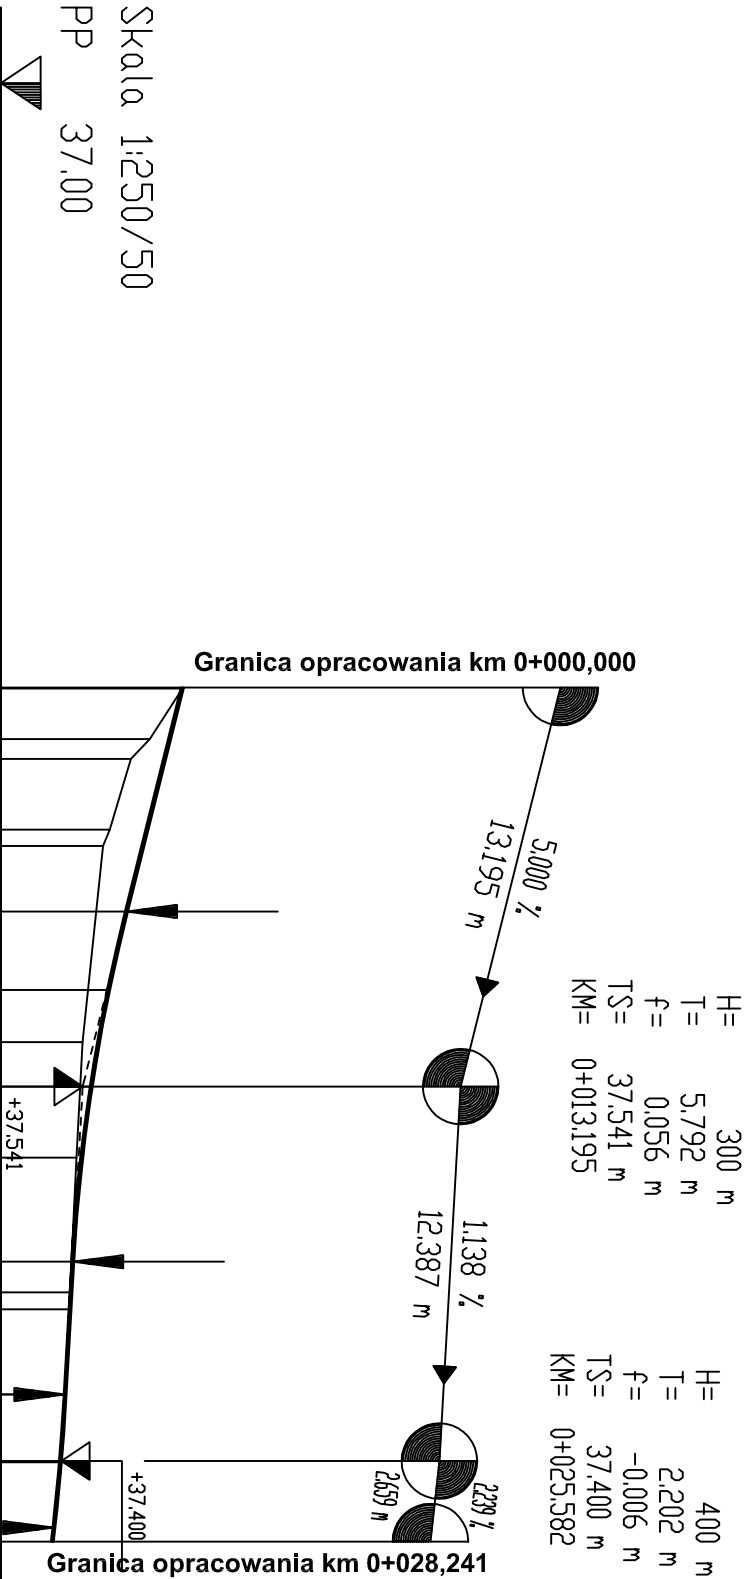 Skala 1:250/50
PP 37.00
Granica opracowania km 0+000,000
5.000 %
13.195 m
H= 300 m
T= 5.792 m
f= 0.056 m
TS= 37.541 m
KM= 0+013.195
+37.541
1.138 %
12.387 m
H= 400 m
T= 2.202 m
f= -0.006 m
TS= 37.400 m
KM= 0+025.582
2.239 %
2.659 m
+37.400
Granica opracowania km 0+028,241